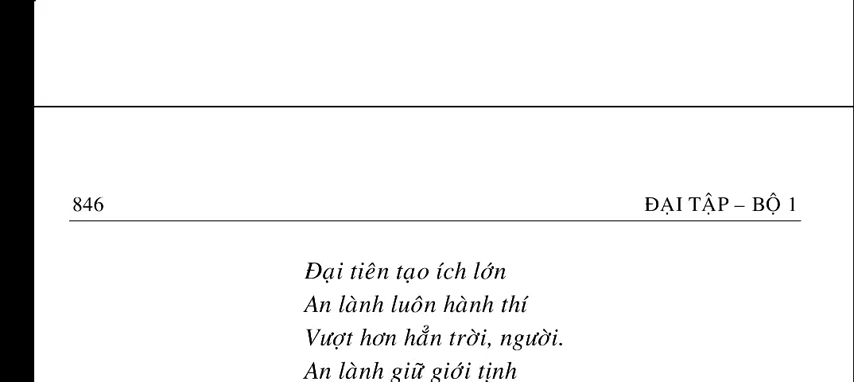 846
ĐẠI TẬP – BỘ 1
Đại tiên tạo ích lớn
An lành luôn hành thí
Vượt hơn hẳn trời, người.
An lành giữ giới tịnh